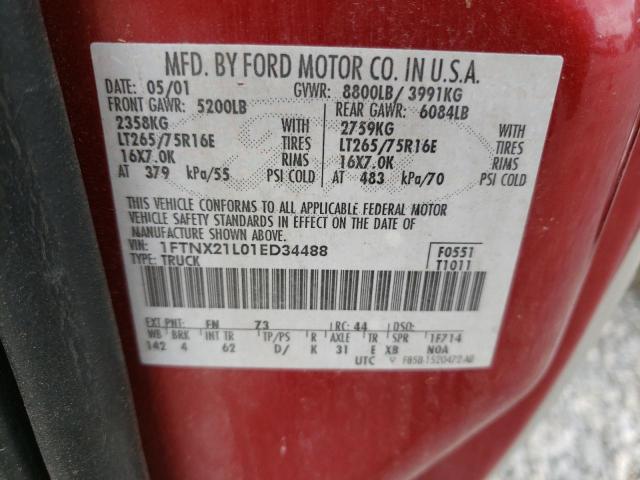 MFD. BY FORD MOTOR CO. IN U.S.A.
DATE: 05/01 GVWR: 8800LB/ 3991KG
FRONT GAWR: 5200LB REAR GAWR: 6084LB
2358KG WITH 2759KG WITH
LT265/75R16E TIRES LT265/75R16E TIRES
16X7.0K RIMS 16X7.0K RIMS
AT 379 kPa/55 PSI COLD AT 483 kPa/70 PSI COLD
THIS VEHICLE CONFORMS TO ALL APPLICABLE FEDERAL MOTOR
VEHICLE SAFETY STANDARDS IN EFFECT ON THE DATE OF
MANUFACTURE SHOWN ABOVE.
VIN: 1FTNX21L01ED34488 F0551
TYPE: TRUCK T1011
EXT PNT: FN 73 RC: 44 DSO:
WB BRK INT TR TP/PS R AXLE TR SPR 1F714
142 4 62 D/ K 31 E XB N0A
UTC F85B-1520472-AB